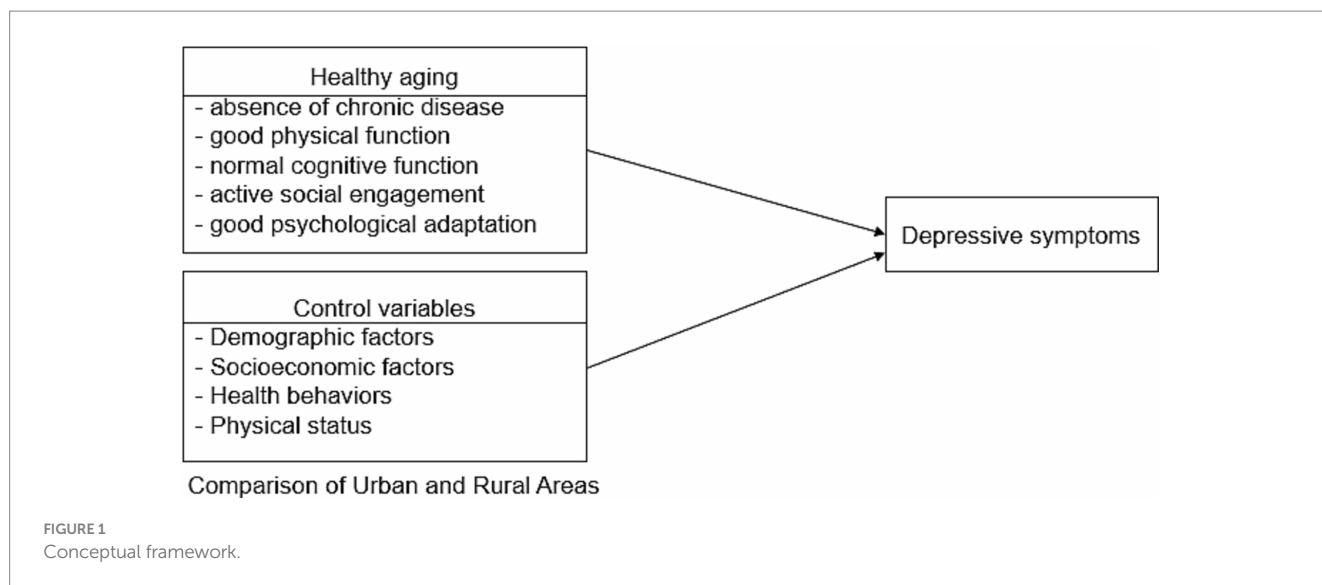 Healthy aging
- absence of chronic disease
- good physical function
- normal cognitive function
- active social engagement
- good psychological adaptation
Depressive symptoms
Control variables
- Demographic factors
- Socioeconomic factors
- Health behaviors
- Physical status
Comparison of Urban and Rural Areas
FIGURE 1
Conceptual framework.